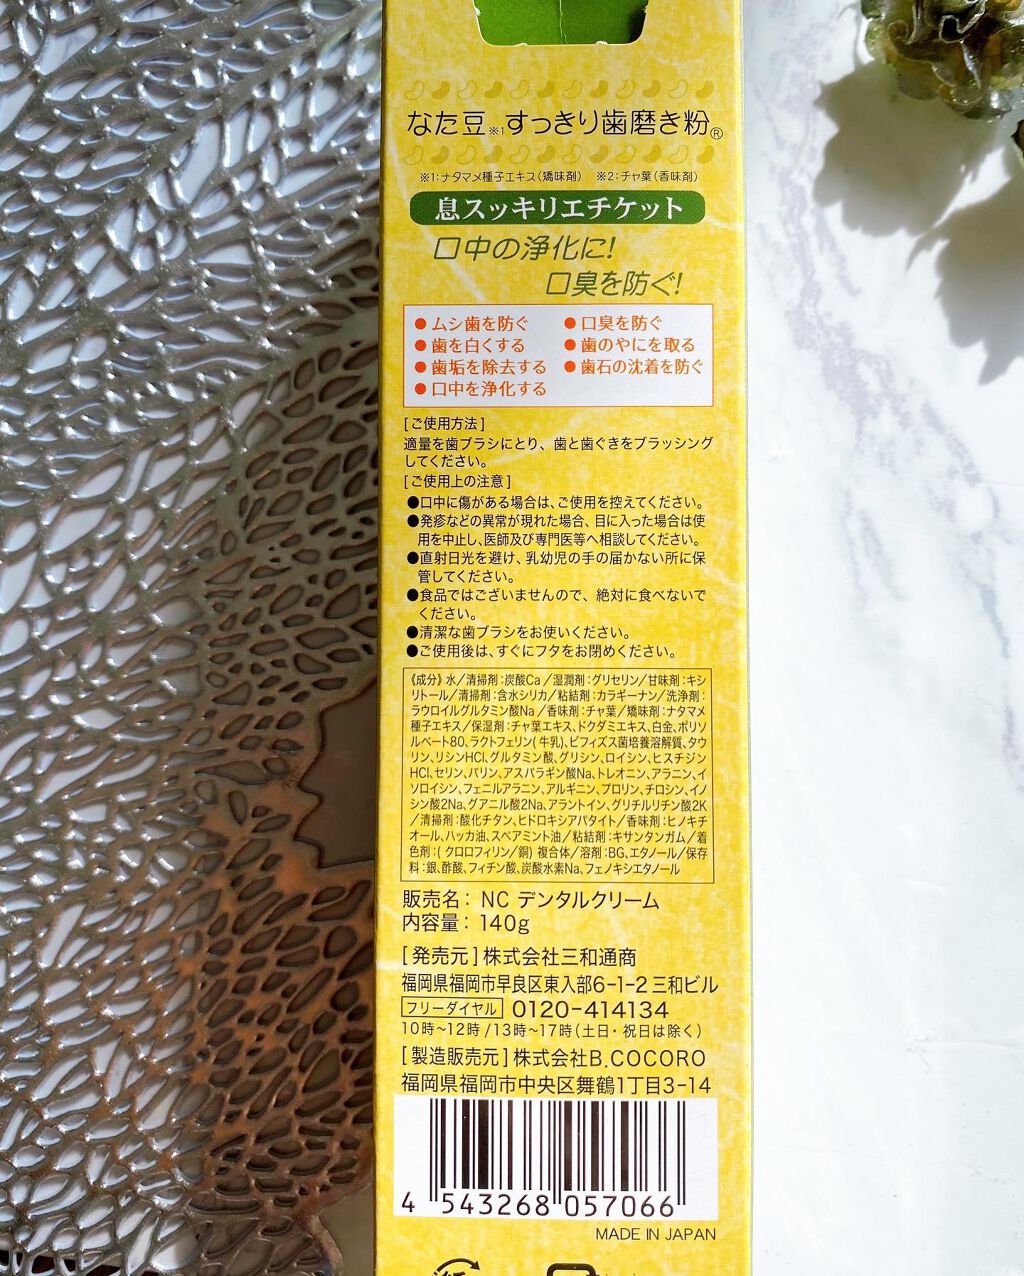 なた豆※1すっきり歯磨き粉®
※1:ナタマメ種子エキス(矯味剤) ※2:チャ葉(香味剤)
息スッキリエチケット
口中の浄化に!
口臭を防ぐ!
●ムシ歯を防ぐ ●口臭を防ぐ
●歯を白くする ●歯のやにを取る
●歯垢を除去する ●歯石の沈着を防ぐ
●口中を浄化する
[ご使用方法]
適量を歯ブラシにとり、歯と歯ぐきをブラッシング
してください。
[ご使用上の注意]
●口中に傷がある場合は、ご使用を控えてください。
●発疹などの異常が現れた場合、目に入った場合は使
用を中止し、医師及び専門医等へ相談してください。
●直射日光を避け、乳幼児の手の届かない所に保
管してください。
●食品ではございませんので、絶対に食べないで
ください。
●清潔な歯ブラシをお使いください。
●ご使用後は、すぐにフタをお閉めください。
《成分》水/清掃剤:炭酸Ca/湿潤剤:グリセリン/甘味剤:キシ
リトール/清掃剤:含水シリカ/粘結剤:カラギーナン/洗浄剤:
ラウロイルグルタミン酸Na/香味剤:チャ葉/矯味剤:ナタマメ
種子エキス/保湿剤:チャ葉エキス、ドクダミエキス、白金、ポリソ
ルベート80、ラクトフェリン(牛乳)、ビフィズス菌培養溶解質、タウ
リン、リシンHCl、グルタミン酸、グリシン、ロイシン、ヒスチジン
HCl、セリン、バリン、アスパラギン酸Na、トレオニン、アラニン、イ
ソロイシン、フェニルアラニン、アルギニン、プロリン、チロシン、イノ
シン酸2Na、グアニル酸2Na、アラントイン、グリチルリチン酸2K
/清掃剤:酸化チタン、ヒドロキシアパタイト/香味剤:ヒノキチ
オール、ハッカ油、スペアミント油/粘結剤:キサンタンガム/着
色剤:(クロロフィリン/銅)複合体/溶剤:BG、エタノール/保存
料:銀、酢酸、フィチン酸、炭酸水素Na、フェノキシエタノール
販売名: NC デンタルクリーム
内容量: 140g
[発売元]株式会社三和通商
福岡県福岡市早良区東入部6-1-2 三和ビル
フリーダイヤル 0120-414134
10時~12時/13時~17時(土日・祝日は除く)
[製造販売元]株式会社B.COCORO
福岡県福岡市中央区舞鶴1丁目3-14
4 543268 057066
MADE IN JAPAN